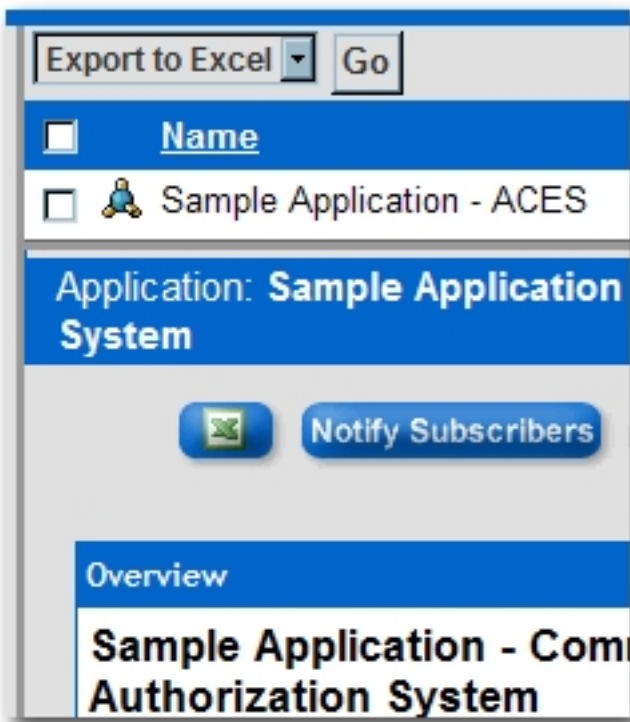 Export to Excel Go
Name
Sample Application - ACES
Application: Sample Application
System
Notify Subscribers
Overview
Sample Application -
Authorization System